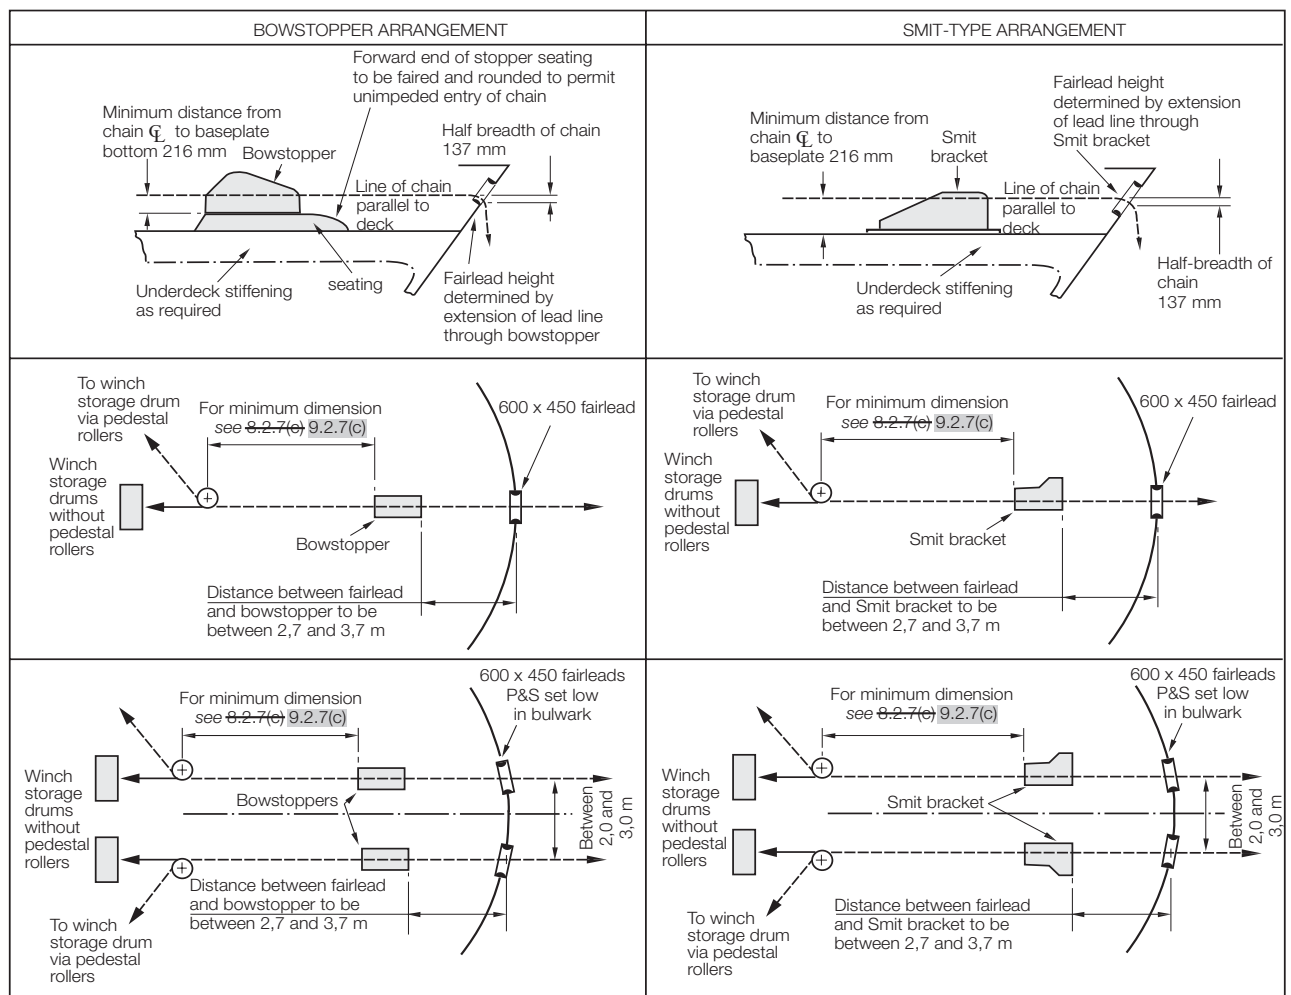 BOWSTOPPER ARRANGEMENT
SMIT-TYPE ARRANGEMENT
Forward end of stopper seating
to be faired and rounded to permit
unimpeded entry of chain
Minimum distance from
chain ℄ to baseplate
bottom 216 mm
Bowstopper
Half breadth of chain
137 mm
Line of chain
parallel to
deck
Underdeck stiffening
as required
seating
Fairlead height
determined by
extension of lead line
through bowstopper
Fairlead height
determined by extension
of lead line through
Smit bracket
Minimum distance from
chain ℄ to
baseplate 216 mm
Smit
bracket
Line of chain
parallel to
deck
Underdeck stiffening
as required
Half-breadth of
chain
137 mm
To winch
storage drum
via pedestal
rollers
For minimum dimension
see 8.2.7(c) 9.2.7(c)
600 x 450 fairlead
Winch
storage
drums
without
pedestal
rollers
Bowstopper
Distance between fairlead
and bowstopper to be
between 2,7 and 3,7 m
To winch
storage drum
via pedestal
rollers
For minimum dimension
see 8.2.7(c) 9.2.7(c)
600 x 450 fairlead
Winch
storage
drums
without
pedestal
rollers
Smit bracket
Distance between fairlead
and Smit bracket to be
between 2,7 and 3,7 m
600 x 450 fairleads
P&S set low
in bulwark
For minimum dimension
see 8.2.7(c) 9.2.7(c)
Winch
storage
drums
without
pedestal
rollers
Bowstoppers
Between
2,0 and
3,0 m
Distance between fairlead
and bowstopper to be
between 2,7 and 3,7 m
To winch
storage drum
via pedestal
rollers
600 x 450 fairleads
P&S set low
in bulwark
For minimum dimension
see 8.2.7(c) 9.2.7(c)
Winch
storage
drums
without
pedestal
rollers
Smit bracket
Between
2,0 and
3,0 m
Distance between fairlead
and Smit bracket to be
between 2,7 and 3,7 m
To winch
storage drum
via pedestal
rollers